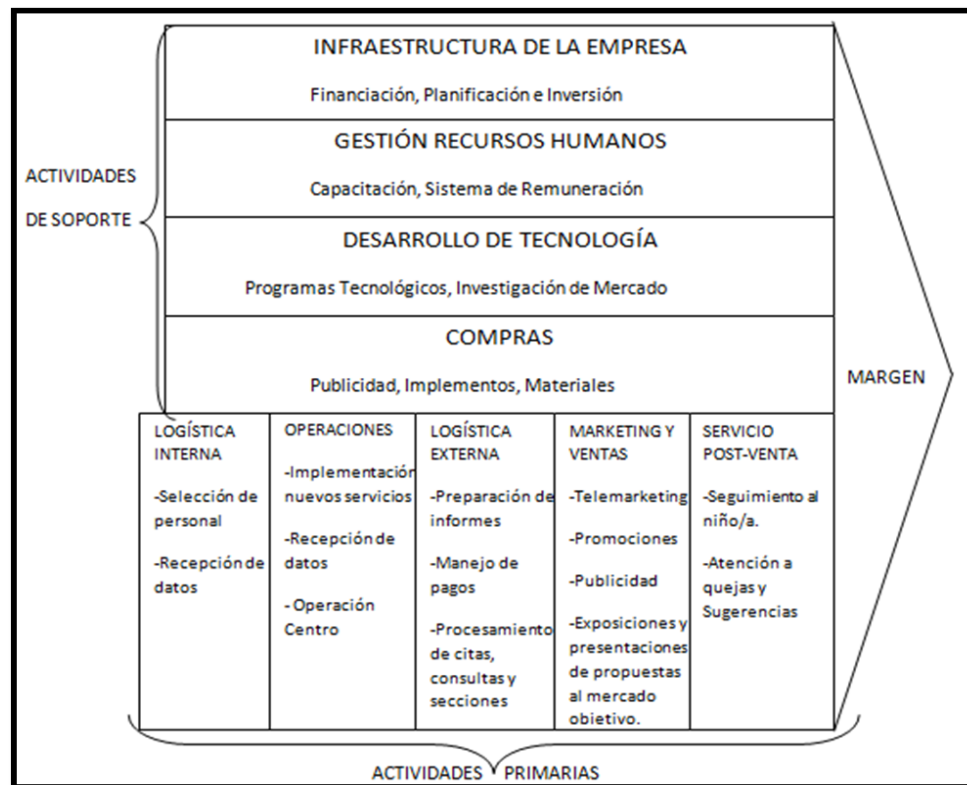 INFRAESTRUCTURA DE LA EMPRESA
Financiación, Planificación e Inversión
GESTIÓN RECURSOS HUMANOS
Capacitación, Sistema de Remuneración
ACTIVIDADES
DE SOPORTE
DESARROLLO DE TECNOLOGÍA
Programas Tecnológicos, Investigación de Mercado
COMPRAS
Publicidad, Implementos, Materiales
MARGEN
LOGÍSTICA
INTERNA
-Selección de
personal
-Recepción de
datos
OPERACIONES
-Implementación
nuevos servicios
-Recepción de
datos
- Operación
Centro
LOGÍSTICA
EXTERNA
-Preparación de
informes
-Manejo de
pagos
-Procesamiento
de citas,
consultas y
secciones
MARKETING Y
VENTAS
-Telemarketing
-Promociones
-Publicidad
-Exposiciones y
presentaciones
de propuestas
al mercado
objetivo.
SERVICIO
POST-VENTA
-Seguimiento al
niño/a.
-Atención a
quejas y
Sugerencias
ACTIVIDADES PRIMARIAS